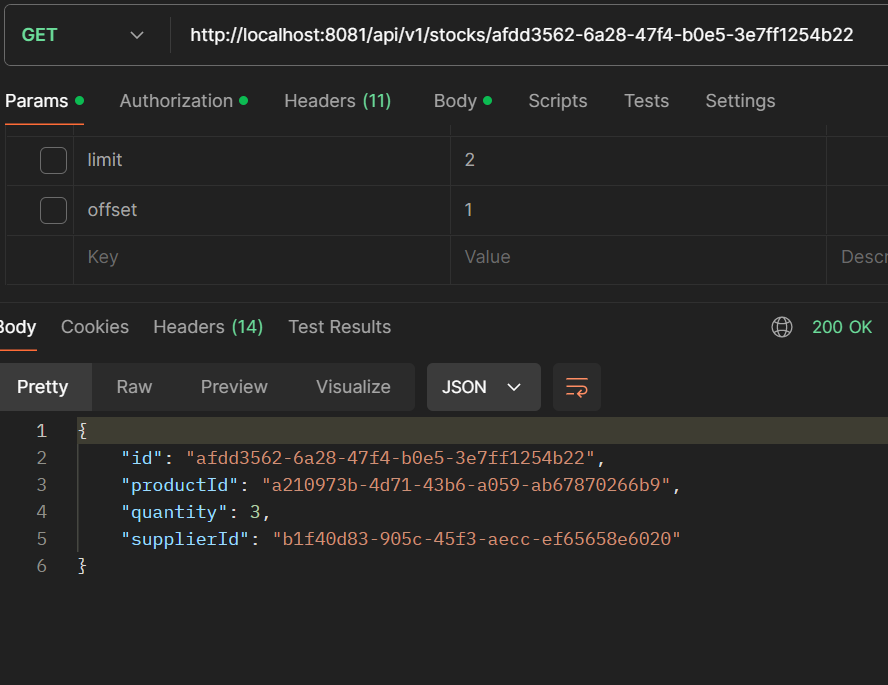 GET http://localhost:8081/api/v1/stocks/afdd3562-6a28-47f4-b0e5-3e7ff1254b22
Params Authorization Headers (11) Body Scripts Tests Settings
limit 2
offset 1
Key Value Descr
Body Cookies Headers (14) Test Results 200 OK
Pretty Raw Preview Visualize JSON
1 {
2 "id": "afdd3562-6a28-47f4-b0e5-3e7ff1254b22",
3 "productId": "a210973b-4d71-43b6-a059-ab67870266b9",
4 "quantity": 3,
5 "supplierId": "b1f40d83-905c-45f3-aecc-ef65658e6020"
6 }